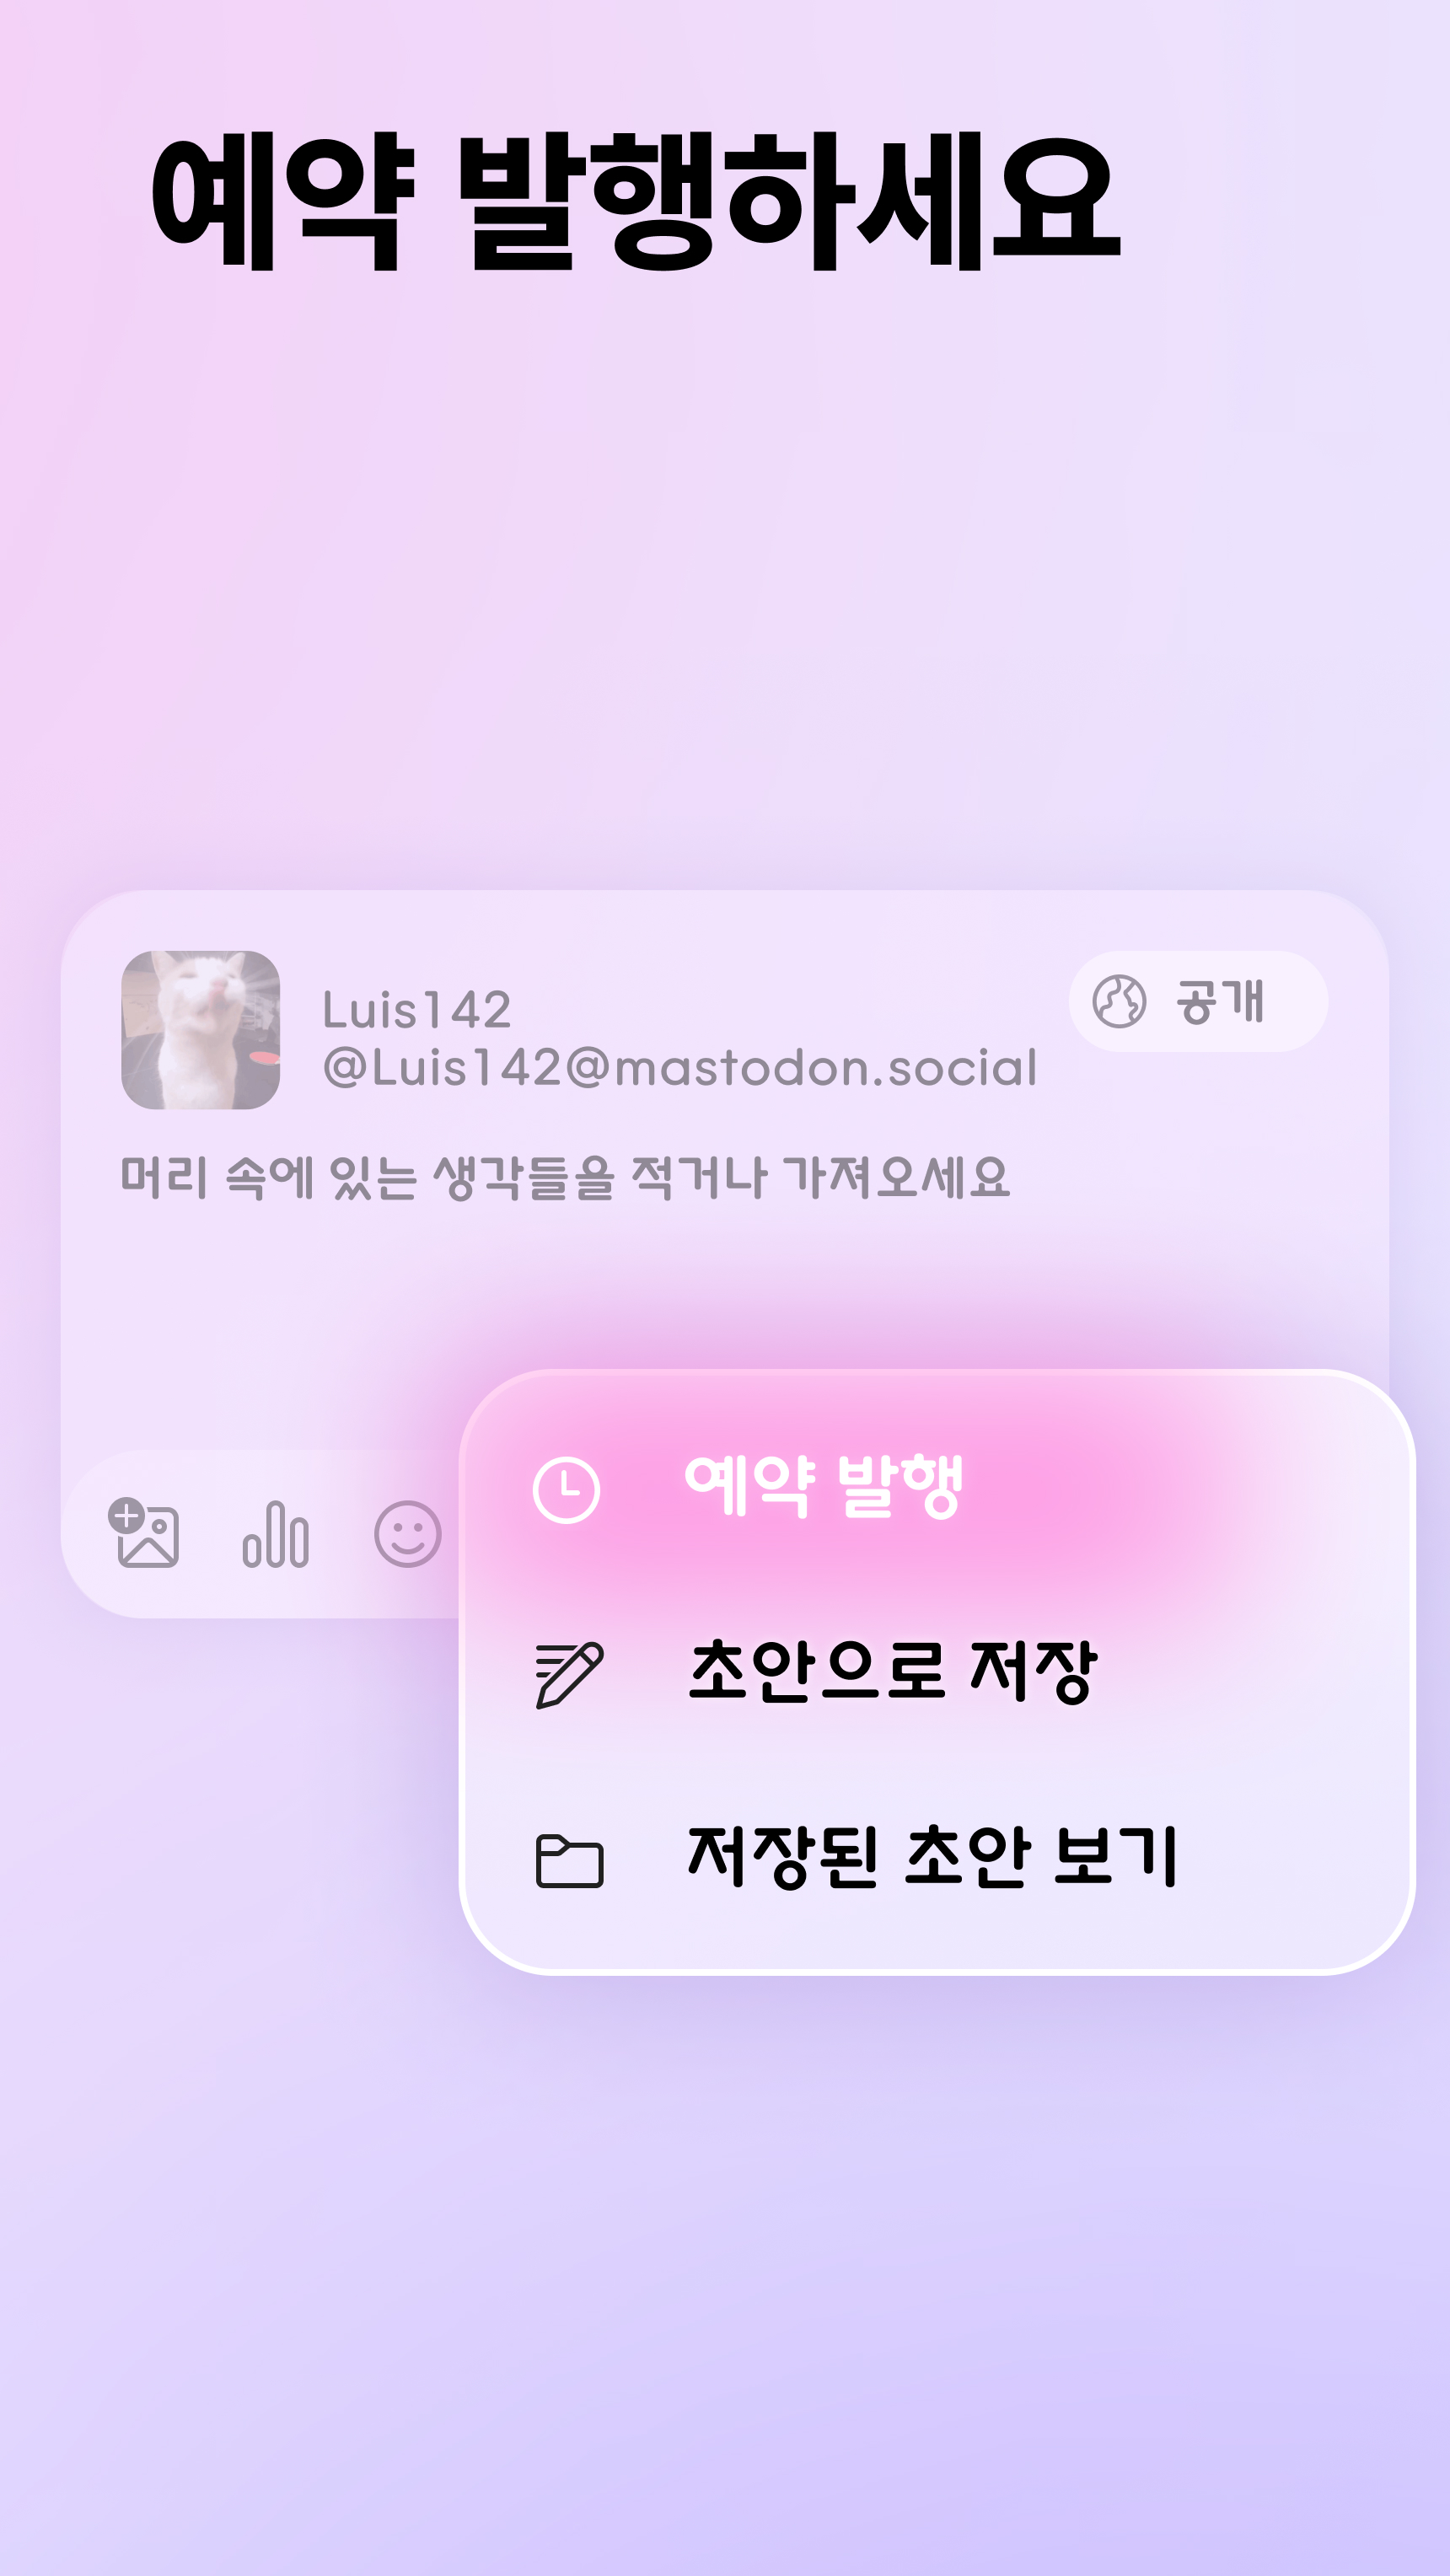 예약 발행하세요
Luis142
공개
@Luis142@mastodon.social
머리 속에 있는 생각들을 적거나 가져오세요
예약 발행
초안으로 저장
저장된 초안 보기